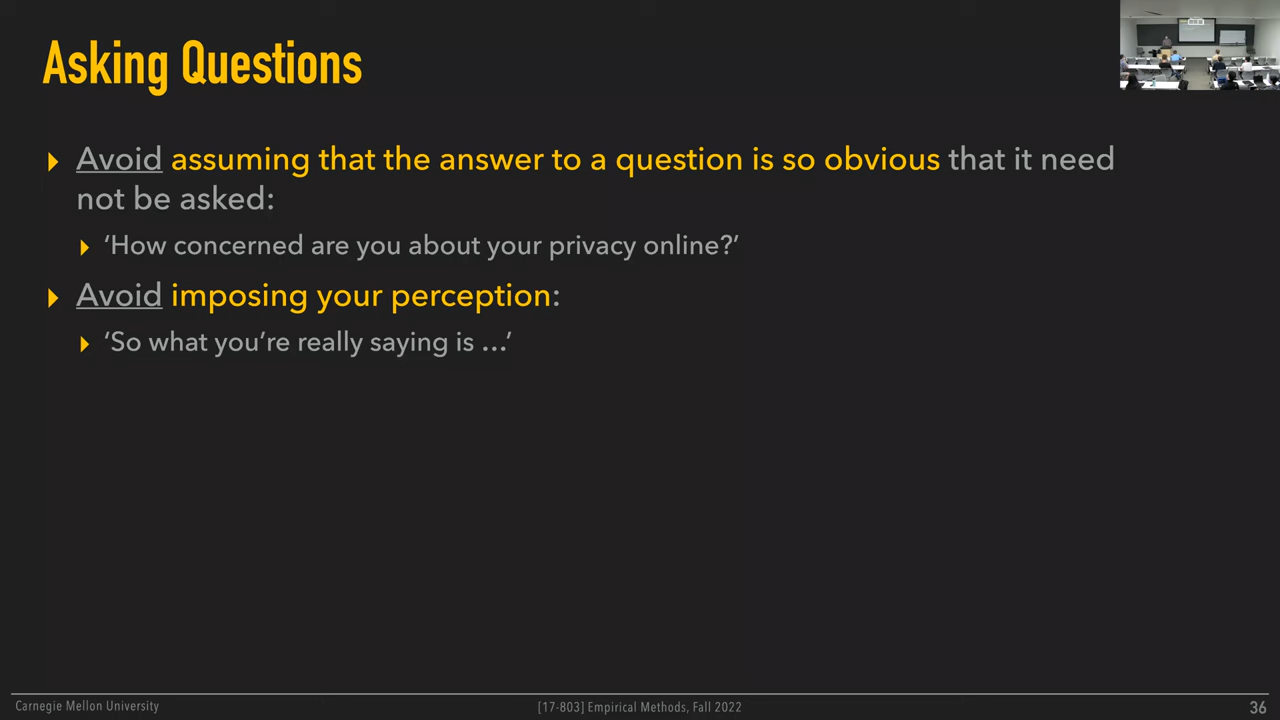 Asking Questions
Avoid assuming that the answer to a question is so obvious that it need
not be asked:
‘How concerned are you about your privacy online?’
Avoid imposing your perception:
‘So what you’re really saying is …’
Carnegie Mellon University
[17-803] Empirical Methods, Fall 2022
36